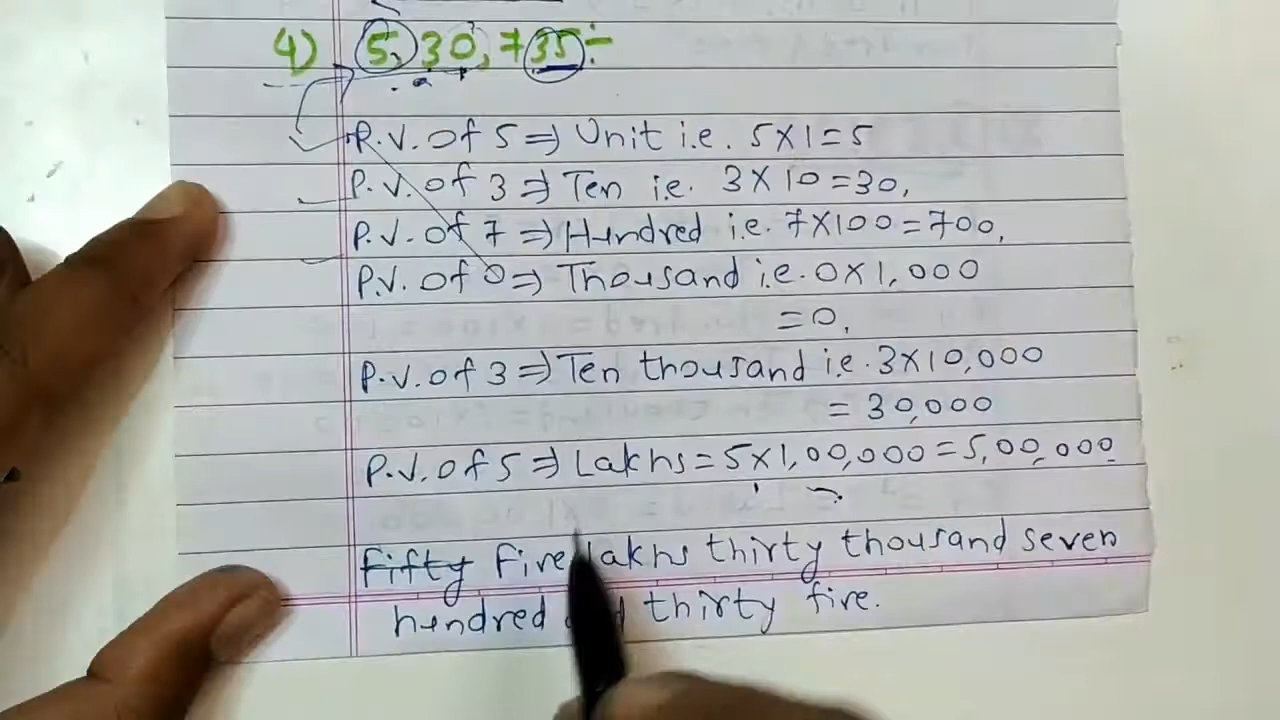 4) 5,30,735÷
P.V. of 5 ⇒ Unit i.e. 5×1=5
P.V. of 3 ⇒ Ten i.e. 3×10=30,
P.V. of 7 ⇒ Hundred i.e. 7×100=700,
P.V. of 0 ⇒ Thousand i.e. 0×1,000
=0,
P.V. of 3 ⇒ Ten thousand i.e. 3×10,000
= 30,000
P.V. of 5 ⇒ Lakhs = 5×1,00,000=5,00,000
Fifty Five lakhs thirty thousand seven
hundred thirty five.